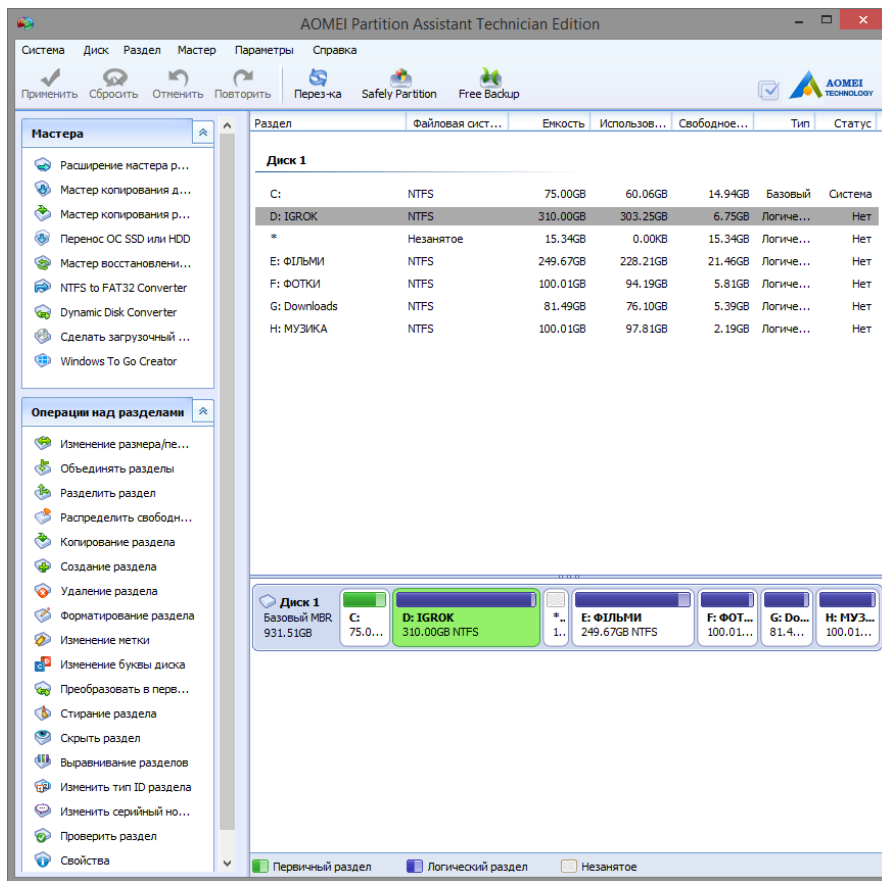 AOMEI Partition Assistant Technician Edition
Система Диск Раздел Мастер Параметры Справка
Применить Сбросить Отменить Повторить Перез-ка Safely Partition Free Backup
AOMEI
TECHNOLOGY
Мастера
Расширение мастера р...
Мастер копирования д...
Мастер копирования р...
Перенос ОС SSD или HDD
Мастер восстановлени...
NTFS to FAT32 Converter
Dynamic Disk Converter
Сделать загрузочный ...
Windows To Go Creator
Операции над разделами
Изменение размера/пе...
Объединять разделы
Разделить раздел
Распределить свободн...
Копирование раздела
Создание раздела
Удаление раздела
Форматирование раздела
Изменение метки
Изменение буквы диска
Преобразовать в перв...
Стирание раздела
Скрыть раздел
Выравнивание разделов
Изменить тип ID раздела
Изменить серийный но...
Проверить раздел
Свойства
Раздел Файловая сист... Емкость Использов... Свободное... Тип Статус
Диск 1
C: NTFS 75.00GB 60.06GB 14.94GB Базовый Система
D: IGROK NTFS 310.00GB 303.25GB 6.75GB Логиче... Нет
* Незанятое 15.34GB 0.00KB 15.34GB Логиче... Нет
E: ФІЛЬМИ NTFS 249.67GB 228.21GB 21.46GB Логиче... Нет
F: ФОТКИ NTFS 100.01GB 94.19GB 5.81GB Логиче... Нет
G: Downloads NTFS 81.49GB 76.10GB 5.39GB Логиче... Нет
H: МУЗИКА NTFS 100.01GB 97.81GB 2.19GB Логиче... Нет
Диск 1
Базовый MBR
931.51GB
C:
75.0...
D: IGROK
310.00GB NTFS
*..
1..
E: ФІЛЬМИ
249.67GB NTFS
F: ФОТ...
100.01...
G: Do...
81.4...
H: МУЗ...
100.01...
Первичный раздел Логический раздел Незанятое